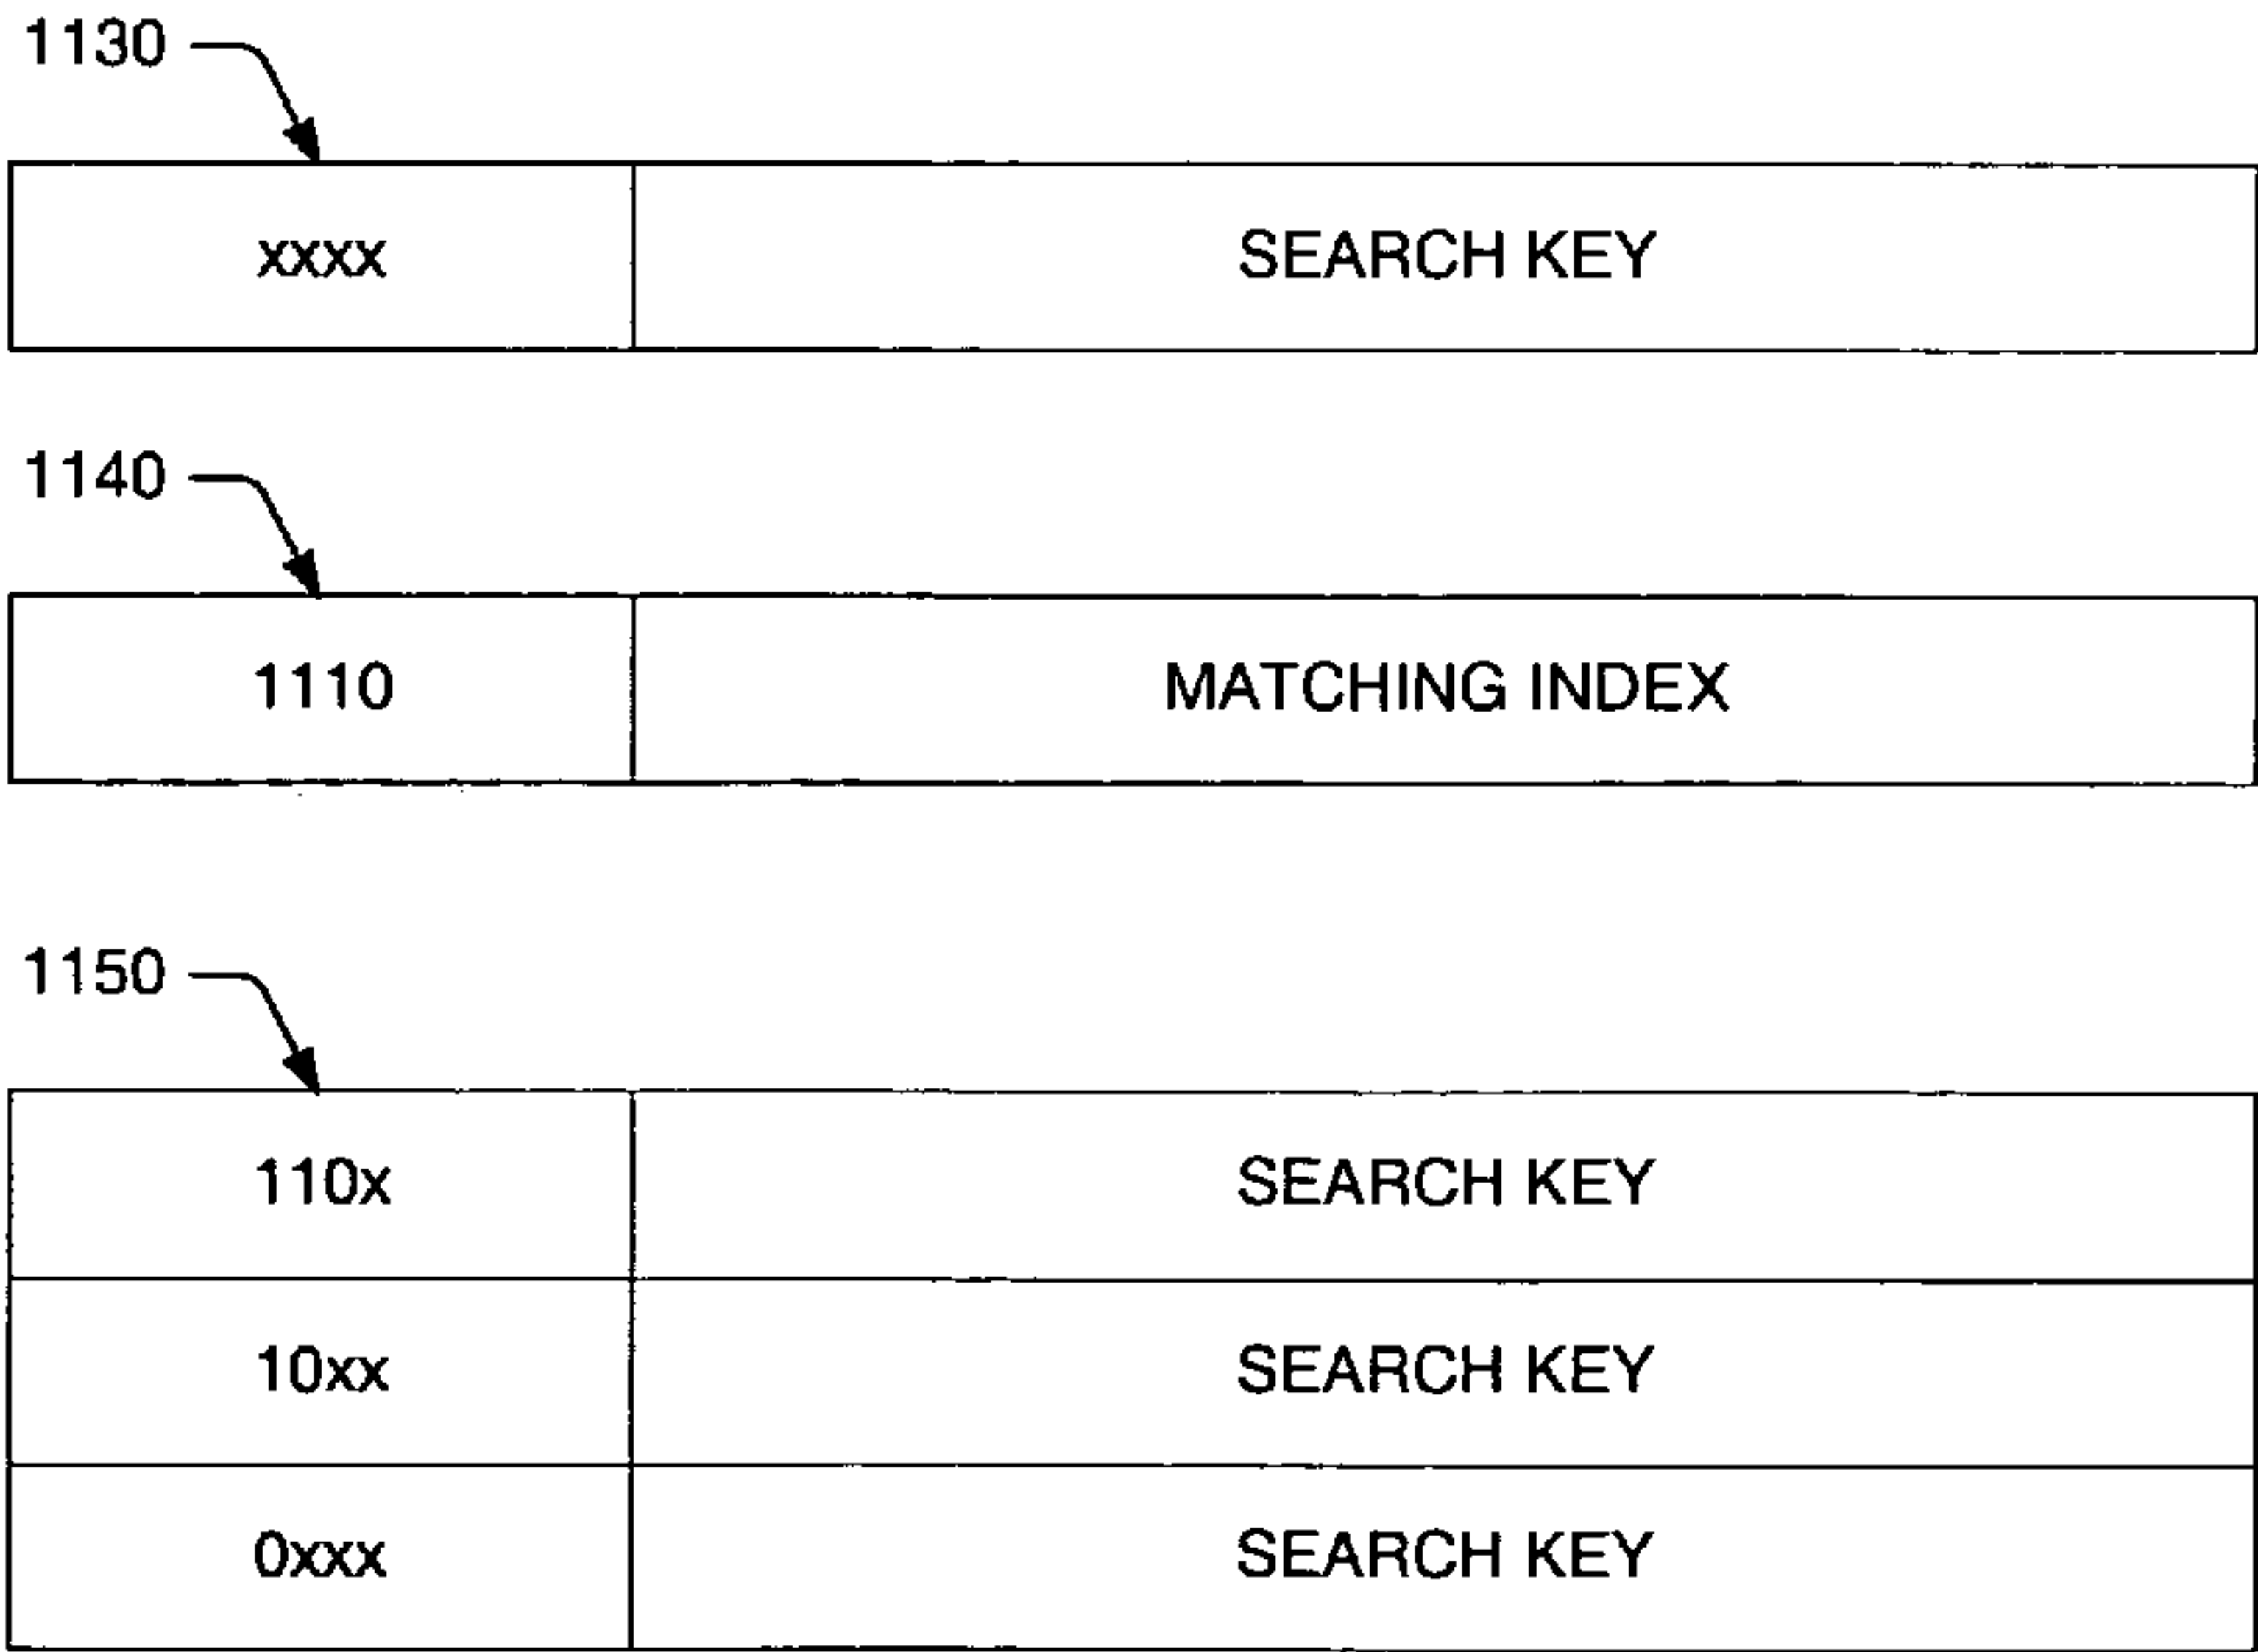 1130
xxxx SEARCH KEY
1140
1110 MATCHING INDEX
1150
110x SEARCH KEY
10xx SEARCH KEY
0xxx SEARCH KEY